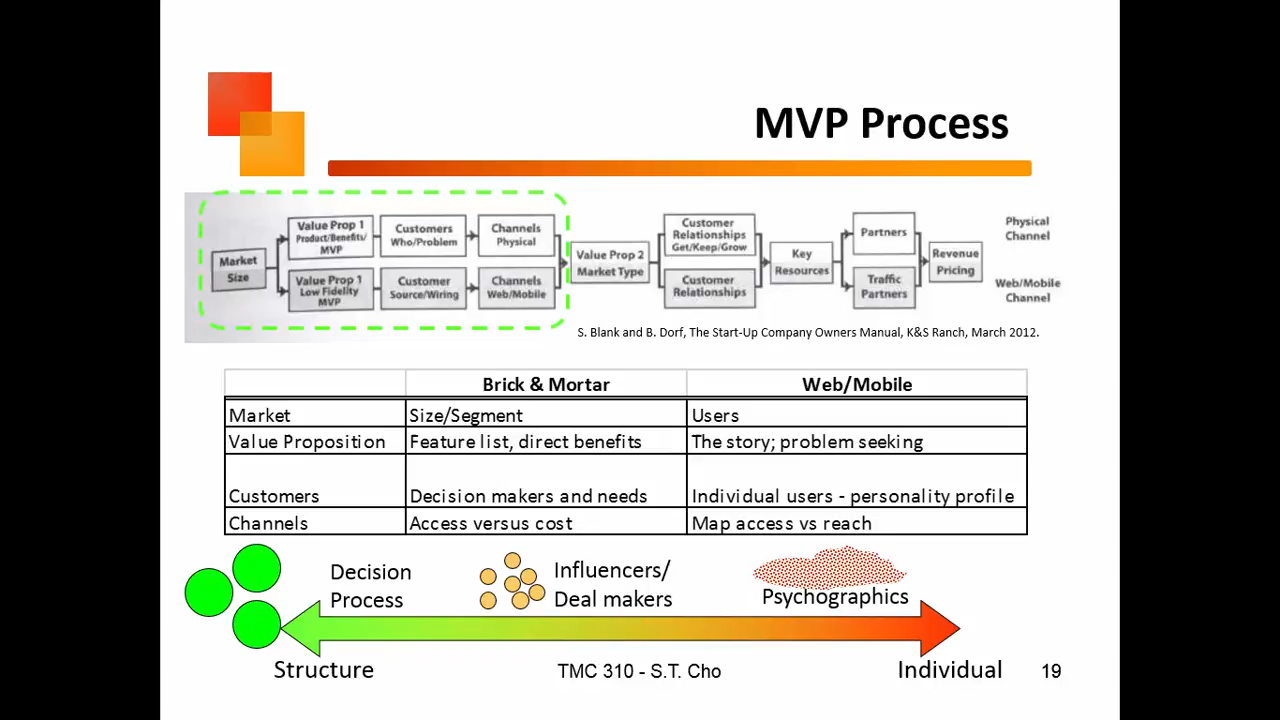 MVP Process
Market
Size
Value Prop 1
Product/Benefits/
MVP
Customers
Who/Problem
Channels
Physical
Value Prop 1
Low Fidelity
MVP
Customer
Source/Wiring
Channels
Web/Mobile
Value Prop 2
Market Type
Customer
Relationships
Get/Keep/Grow
Customer
Relationships
Key
Resources
Partners
Traffic
Partners
Revenue
Pricing
Physical
Channel
Web/Mobile
Channel
S. Blank and B. Dorf, The Start-Up Company Owners Manual, K&S Ranch, March 2012.
Brick & Mortar Web/Mobile
Market Size/Segment Users
Value Proposition Feature list, direct benefits The story; problem seeking
Customers Decision makers and needs Individual users - personality profile
Channels Access versus cost Map access vs reach
Decision
Process
Influencers/
Deal makers
Psychographics
Structure
TMC 310 - S.T. Cho
Individual
19